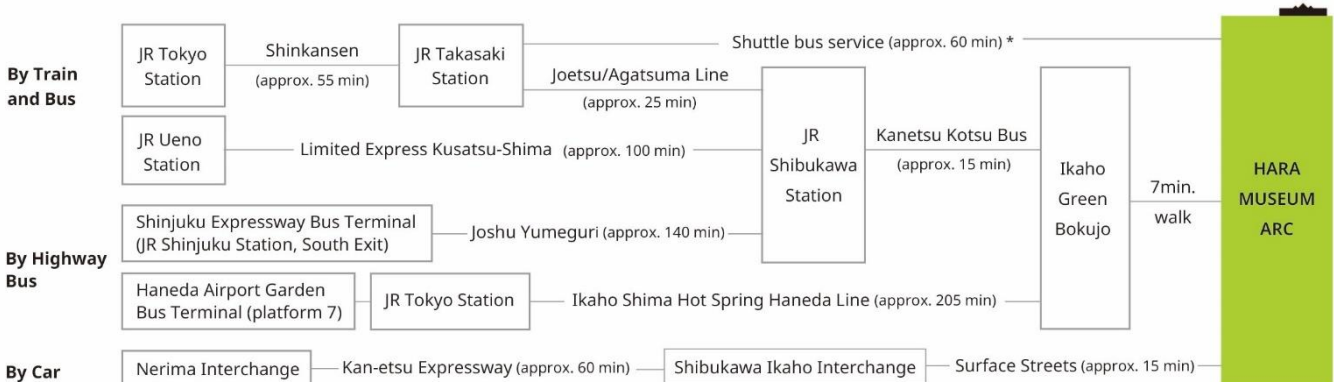 By Train
and Bus
JR Tokyo
Station
Shinkansen
(approx. 55 min)
JR Takasaki
Station
Shuttle bus service (approx. 60 min) *
Joetsu/Agatsuma Line
(approx. 25 min)
JR Ueno
Station
Limited Express Kusatsu-Shima (approx. 100 min)
JR
Shibukawa
Station
Kanetsu Kotsu Bus
(approx. 15 min)
Ikaho
Green
Bokujo
7min.
walk
HARA
MUSEUM
ARC
By Highway
Bus
Shinjuku Expressway Bus Terminal
(JR Shinjuku Station, South Exit)
Joshu Yumeguri (approx. 140 min)
Haneda Airport Garden
Bus Terminal (platform 7)
JR Tokyo Station
Ikaho Shima Hot Spring Haneda Line (approx. 205 min)
By Car
Nerima Interchange
Kan-etsu Expressway (approx. 60 min)
Shibukawa Ikaho Interchange
Surface Streets (approx. 15 min)